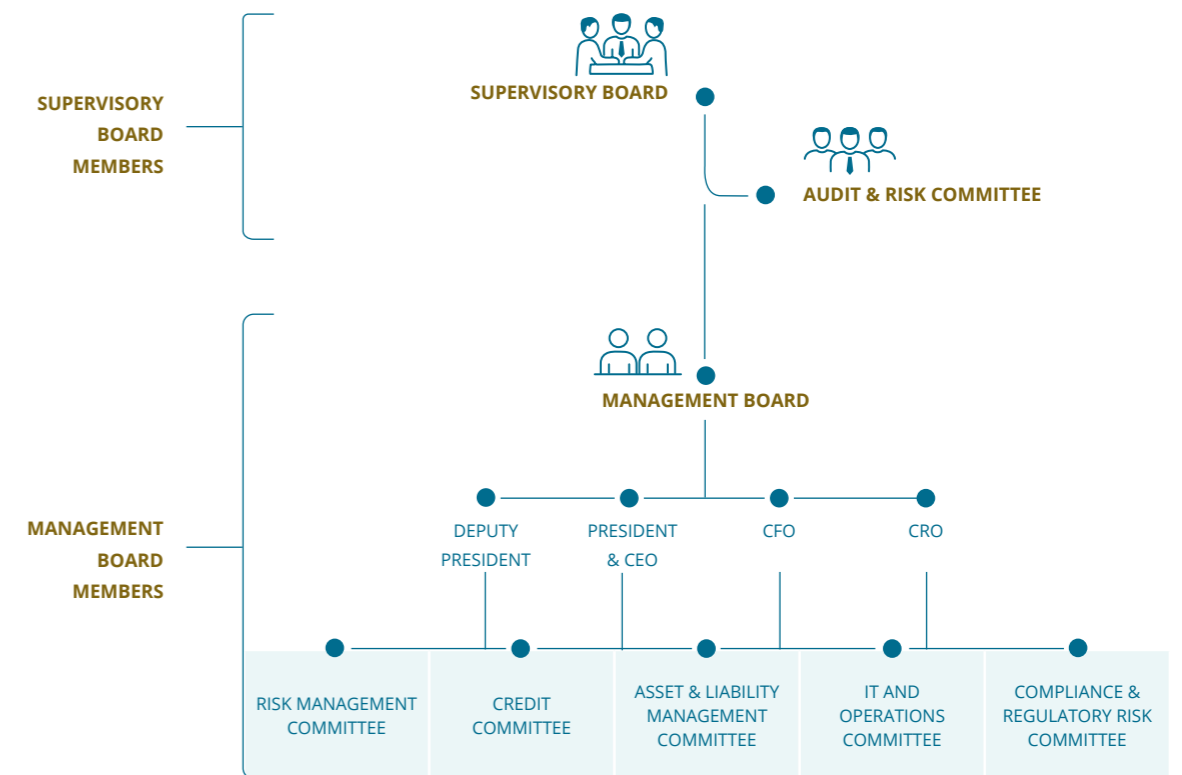 SUPERVISORY
BOARD
MEMBERS
SUPERVISORY BOARD
AUDIT & RISK COMMITTEE
MANAGEMENT BOARD
MANAGEMENT
BOARD
MEMBERS
DEPUTY
PRESIDENT
PRESIDENT
& CEO
CFO
CRO
RISK MANAGEMENT
COMMITTEE
CREDIT
COMMITTEE
ASSET & LIABILITY
MANAGEMENT
COMMITTEE
IT AND
OPERATIONS
COMMITTEE
COMPLIANCE &
REGULATORY RISK
COMMITTEE